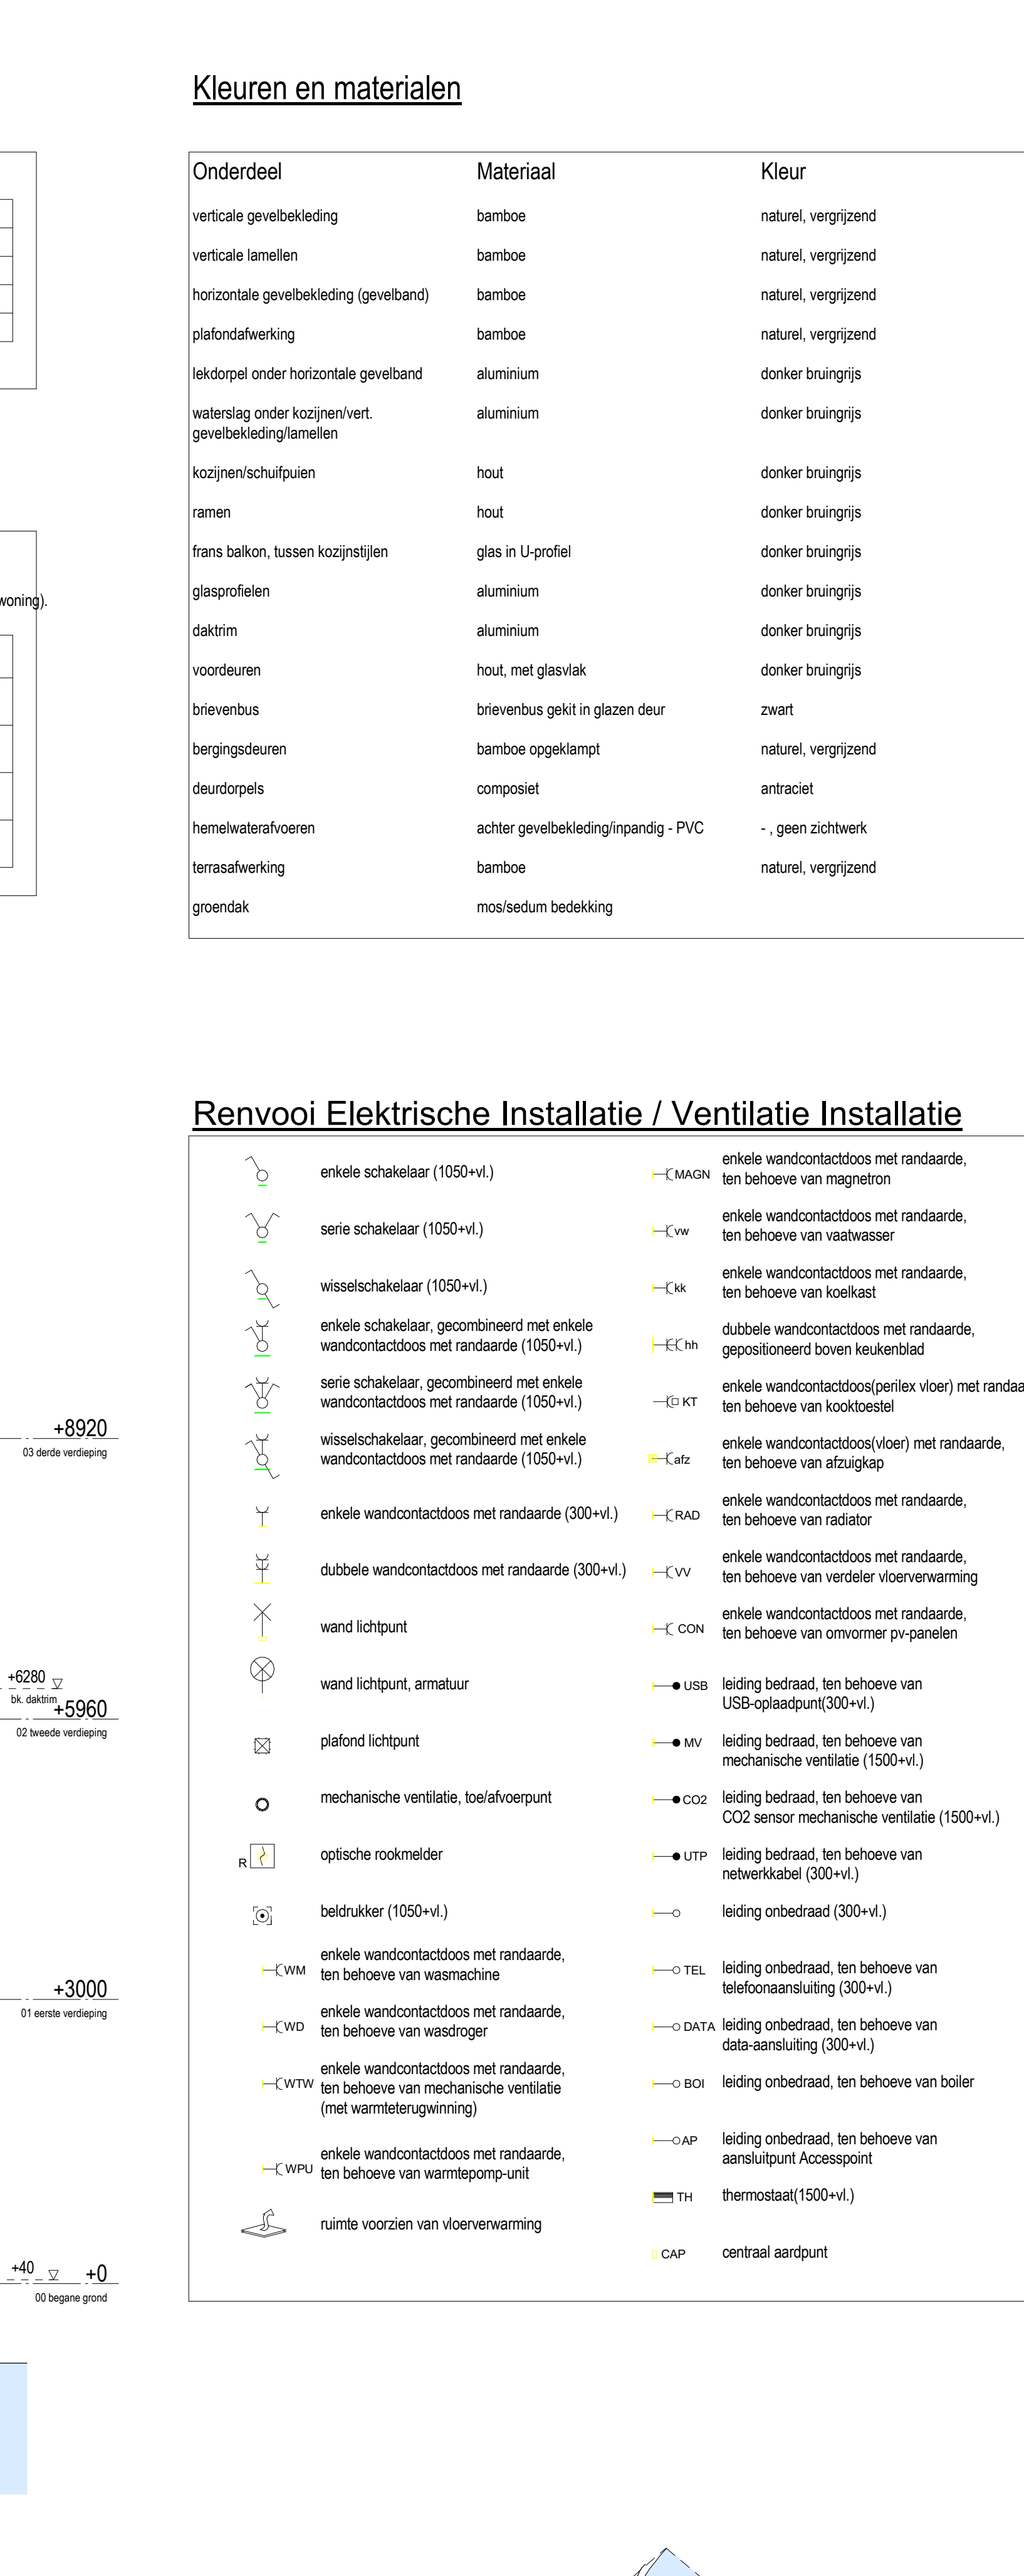 Kleuren en materialen
Onderdeel Materiaal Kleur
verticale gevelbekleding bamboe naturel, vergrijzend
verticale lamellen bamboe naturel, vergrijzend
horizontale gevelbekleding (gevelband) bamboe naturel, vergrijzend
plafondafwerking bamboe naturel, vergrijzend
lekdorpel onder horizontale gevelband aluminium donker bruingrijs
waterslag onder kozijnen/vert. aluminium donker bruingrijs
gevelbekleding/lamellen
kozijnen/schuifpuien hout donker bruingrijs
ramen hout donker bruingrijs
frans balkon, tussen kozijnstijlen glas in U-profiel donker bruingrijs
glasprofielen aluminium donker bruingrijs
daktrim aluminium donker bruingrijs
voordeuren hout, met glasvlak donker bruingrijs
brievenbus brievenbus gekit in glazen deur zwart
bergingsdeuren bamboe opgeklampt naturel, vergrijzend
deurdorpels composiet antraciet
hemelwaterafvoeren achter gevelbekleding/inpandig - PVC - , geen zichtwerk
terrasafwerking bamboe naturel, vergrijzend
groendak mos/sedum bedekking
woning).
Renvooi Elektrische Installatie / Ventilatie Installatie
enkele schakelaar (1050+vl.)
serie schakelaar (1050+vl.)
wisselschakelaar (1050+vl.)
enkele schakelaar, gecombineerd met enkele
wandcontactdoos met randaarde (1050+vl.)
serie schakelaar, gecombineerd met enkele
wandcontactdoos met randaarde (1050+vl.)
wisselschakelaar, gecombineerd met enkele
wandcontactdoos met randaarde (1050+vl.)
enkele wandcontactdoos met randaarde (300+vl.)
dubbele wandcontactdoos met randaarde (300+vl.)
wand lichtpunt
wand lichtpunt, armatuur
plafond lichtpunt
mechanische ventilatie, toe/afvoerpunt
R optische rookmelder
beldrukker (1050+vl.)
WM enkele wandcontactdoos met randaarde,
ten behoeve van wasmachine
WD enkele wandcontactdoos met randaarde,
ten behoeve van wasdroger
WTW enkele wandcontactdoos met randaarde,
ten behoeve van mechanische ventilatie
(met warmteterugwinning)
WPU enkele wandcontactdoos met randaarde,
ten behoeve van warmtepomp-unit
ruimte voorzien van vloerverwarming
MAGN enkele wandcontactdoos met randaarde,
ten behoeve van magnetron
vw enkele wandcontactdoos met randaarde,
ten behoeve van vaatwasser
kk enkele wandcontactdoos met randaarde,
ten behoeve van koelkast
hh dubbele wandcontactdoos met randaarde,
gepositioneerd boven keukenblad
KT enkele wandcontactdoos(perilex vloer) met randaa
ten behoeve van kooktoestel
afz enkele wandcontactdoos(vloer) met randaarde,
ten behoeve van afzuigkap
RAD enkele wandcontactdoos met randaarde,
ten behoeve van radiator
VV enkele wandcontactdoos met randaarde,
ten behoeve van verdeler vloerverwarming
CON enkele wandcontactdoos met randaarde,
ten behoeve van omvormer pv-panelen
USB leiding bedraad, ten behoeve van
USB-oplaadpunt(300+vl.)
MV leiding bedraad, ten behoeve van
mechanische ventilatie (1500+vl.)
CO2 leiding bedraad, ten behoeve van
CO2 sensor mechanische ventilatie (1500+vl.)
UTP leiding bedraad, ten behoeve van
netwerkkabel (300+vl.)
leiding onbedraad (300+vl.)
TEL leiding onbedraad, ten behoeve van
telefoonaansluiting (300+vl.)
DATA leiding onbedraad, ten behoeve van
data-aansluiting (300+vl.)
BOI leiding onbedraad, ten behoeve van boiler
AP leiding onbedraad, ten behoeve van
aansluitpunt Accesspoint
TH thermostaat(1500+vl.)
CAP centraal aardpunt
+8920
03 derde verdieping
+6280
bk. daktrim
+5960
02 tweede verdieping
+3000
01 eerste verdieping
+40 +0
00 begane grond